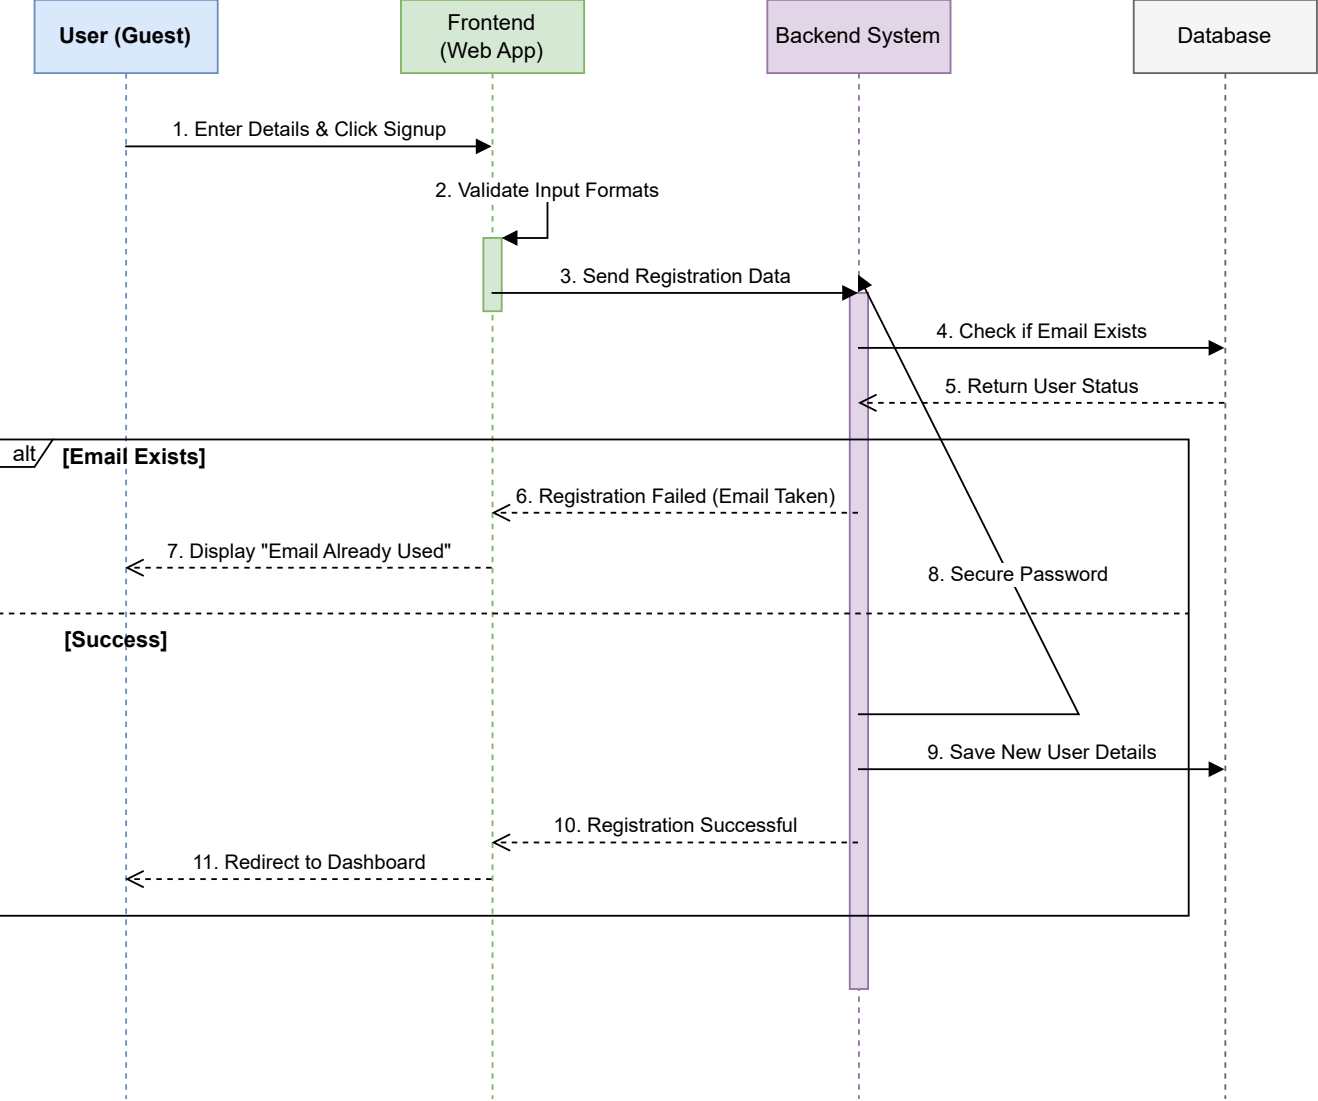 User (Guest)
Frontend
(Web App)
Backend System
Database
1. Enter Details & Click Signup
2. Validate Input Formats
3. Send Registration Data
4. Check if Email Exists
5. Return User Status
alt
[Email Exists]
6. Registration Failed (Email Taken)
7. Display "Email Already Used"
8. Secure Password
[Success]
9. Save New User Details
10. Registration Successful
11. Redirect to Dashboard